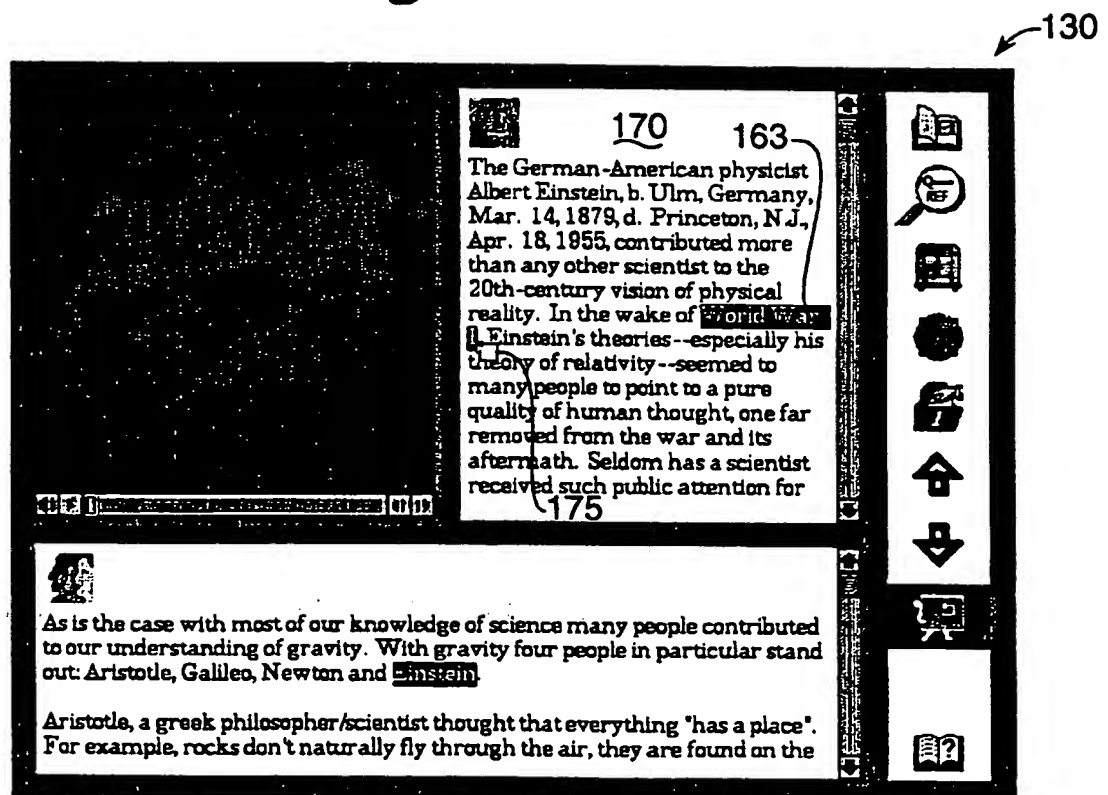 130
170
163
The German-American physicist
Albert Einstein, b. Ulm, Germany,
Mar. 14, 1879, d. Princeton, N.J.,
Apr. 18, 1955, contributed more
than any other scientist to the
20th-century vision of physical
reality. In the wake of World War
I, Einstein's theories--especially his
theory of relativity--seemed to
many people to point to a pure
quality of human thought, one far
removed from the war and its
aftermath. Seldom has a scientist
received such public attention for
175
REF
As is the case with most of our knowledge of science many people contributed
to our understanding of gravity. With gravity four people in particular stand
out: Aristotle, Galileo, Newton and Einstein.
Aristotle, a greek philosopher/scientist thought that everything "has a place".
For example, rocks don't naturally fly through the air, they are found on the
?